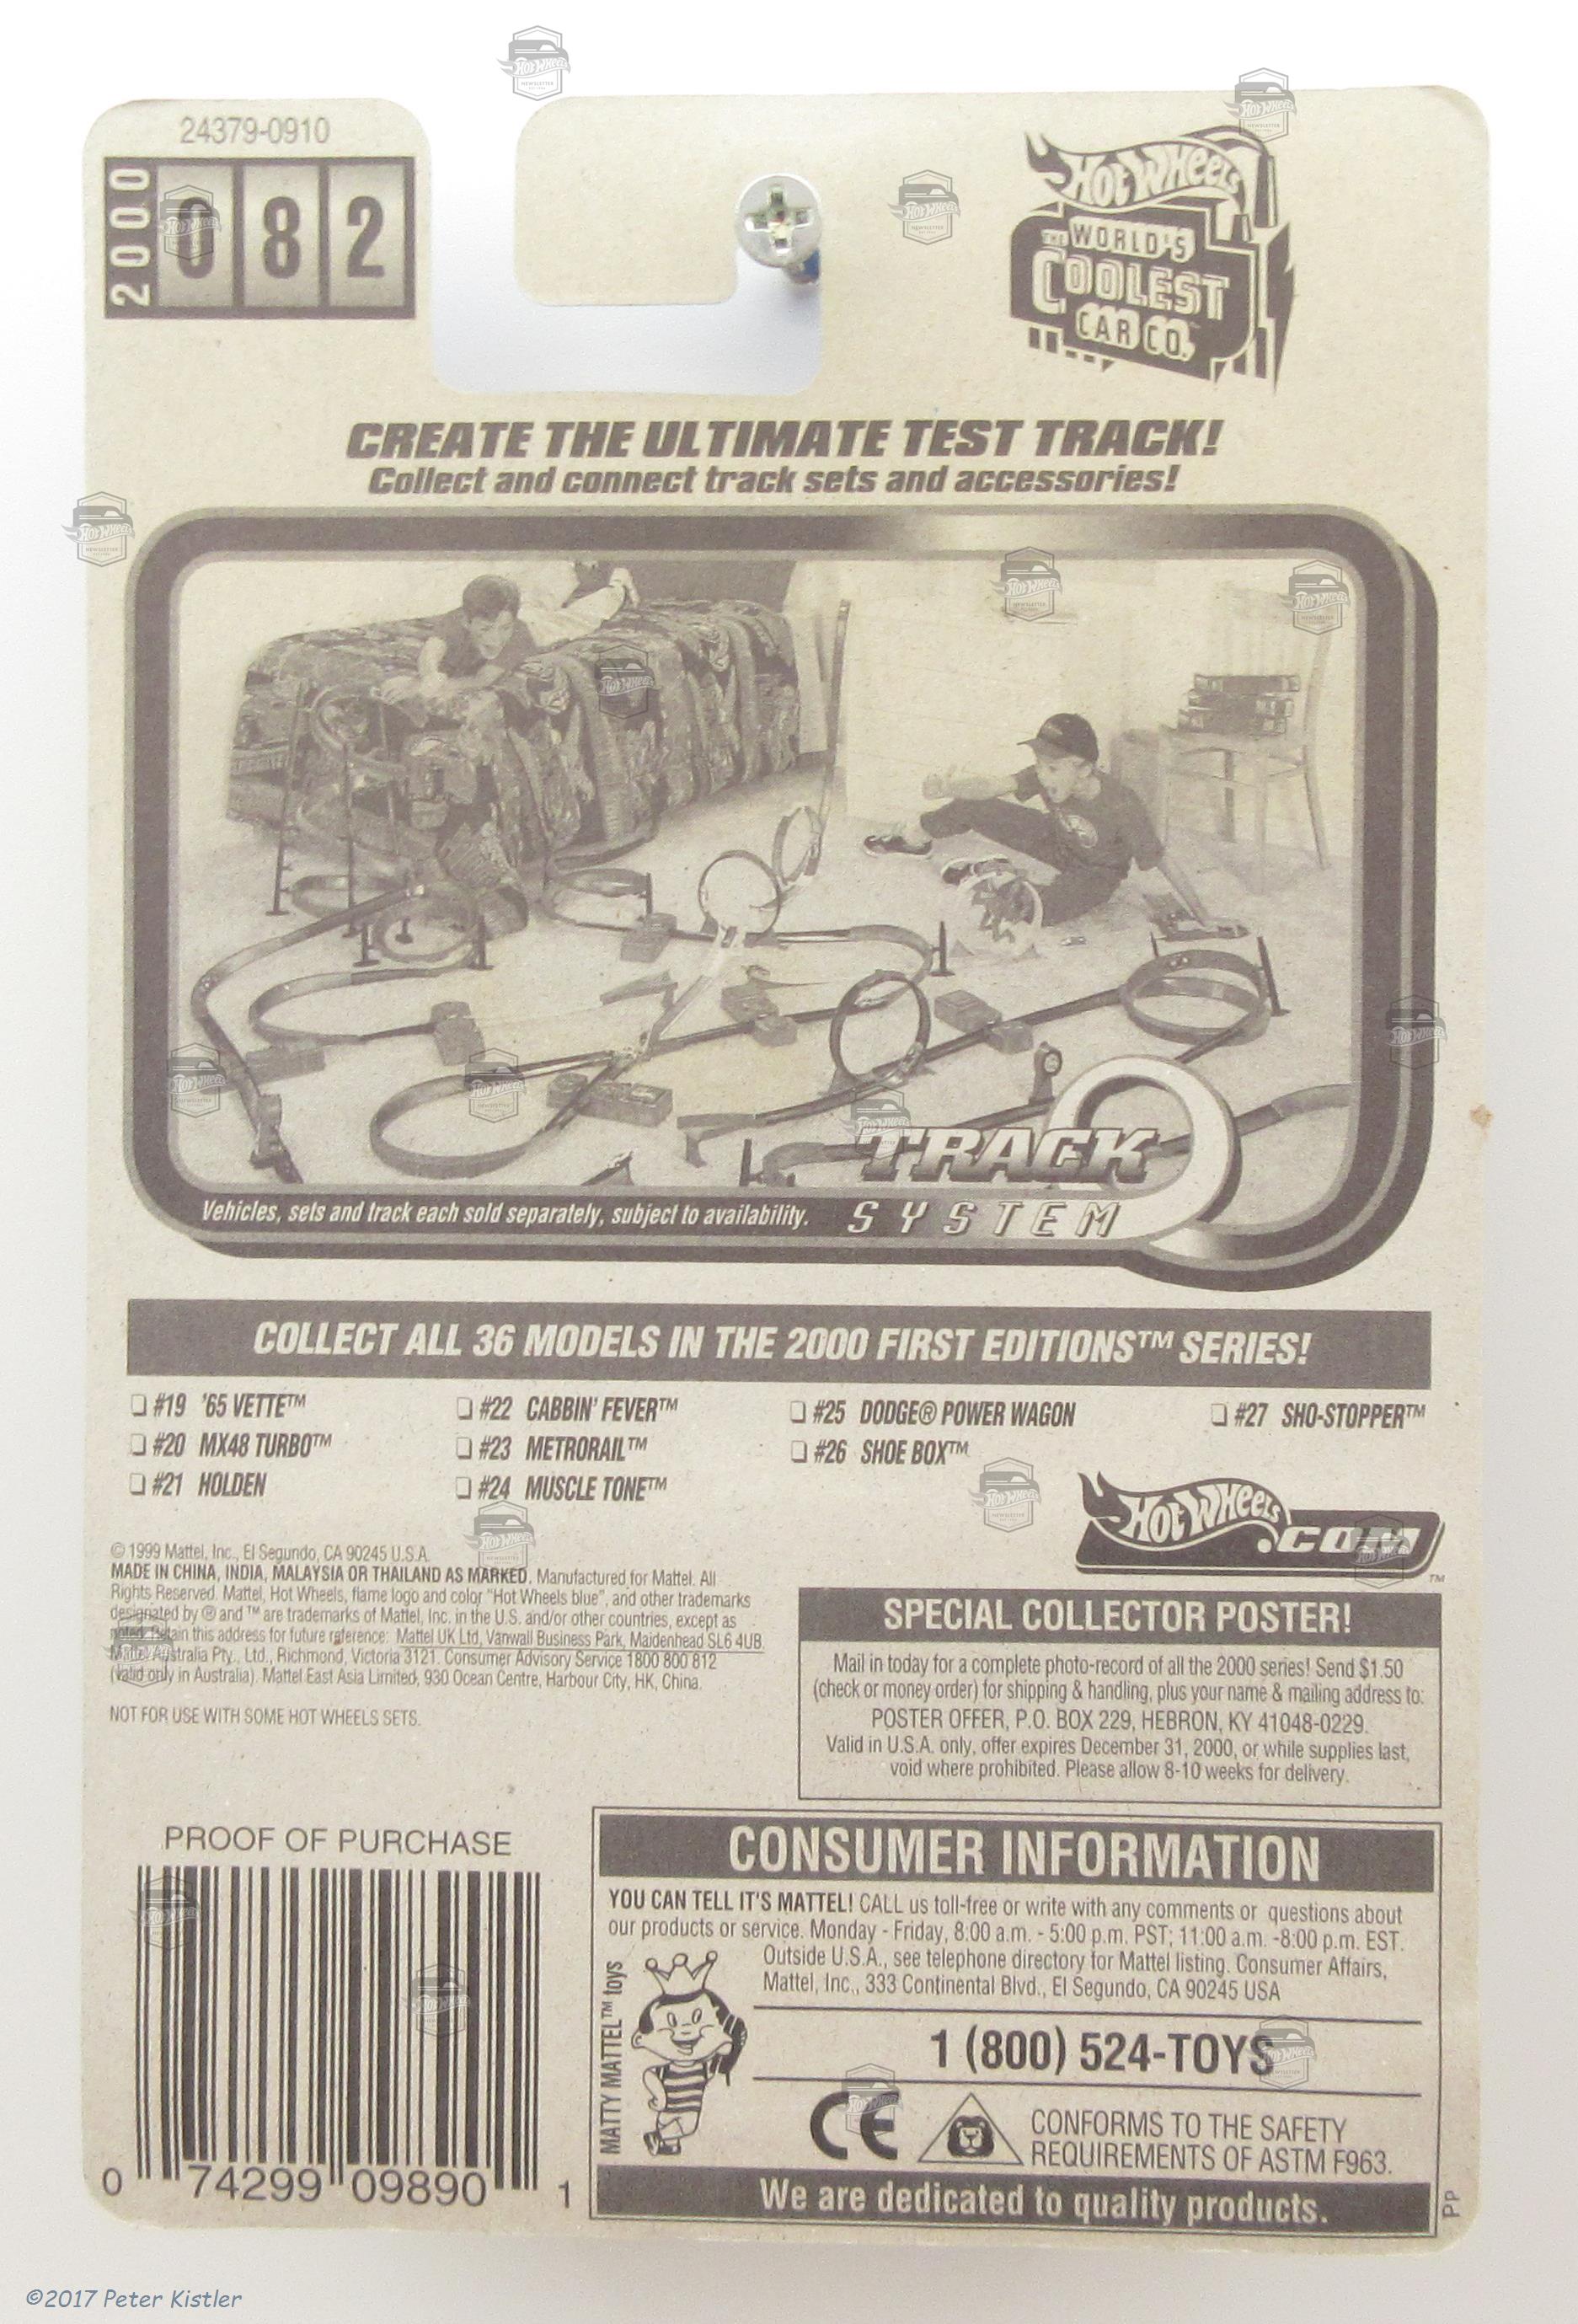 24379-0910
2000
082
HOT WHEELS
THE WORLD'S
COOLEST
CAR CO.
CREATE THE ULTIMATE TEST TRACK!
Collect and connect track sets and accessories!
TRACK
SYSTEM
Vehicles, sets and track each sold separately, subject to availability.
COLLECT ALL 36 MODELS IN THE 2000 FIRST EDITIONS™ SERIES!
#19 '65 VETTE™
#20 MX48 TURBO™
#21 HOLDEN
#22 CABBIN' FEVER™
#23 METRORAIL™
#24 MUSCLE TONE™
#25 DODGE® POWER WAGON
#26 SHOE BOX™
#27 SHO-STOPPER™
HOT WHEELS.COM™
© 1999 Mattel, Inc., El Segundo, CA 90245 U.S.A.
MADE IN CHINA, INDIA, MALAYSIA OR THAILAND AS MARKED. Manufactured for Mattel. All
Rights Reserved. Mattel, Hot Wheels, flame logo and color "Hot Wheels blue", and other trademarks
designated by ® and ™ are trademarks of Mattel, Inc. in the U.S. and/or other countries, except as
noted. Retain this address for future reference: Mattel UK Ltd, Vanwall Business Park, Maidenhead SL6 4UB.
Mattel Australia Pty., Ltd., Richmond, Victoria 3121. Consumer Advisory Service 1800 800 812
(valid only in Australia). Mattel East Asia Limited, 930 Ocean Centre, Harbour City, HK, China.
NOT FOR USE WITH SOME HOT WHEELS SETS.
SPECIAL COLLECTOR POSTER!
Mail in today for a complete photo-record of all the 2000 series! Send $1.50
(check or money order) for shipping & handling, plus your name & mailing address to:
POSTER OFFER, P.O. BOX 229, HEBRON, KY 41048-0229.
Valid in U.S.A. only, offer expires December 31, 2000, or while supplies last,
void where prohibited. Please allow 8-10 weeks for delivery.
PROOF OF PURCHASE
0 74299 09890 1
CONSUMER INFORMATION
YOU CAN TELL IT'S MATTEL! CALL us toll-free or write with any comments or questions about
our products or service. Monday - Friday, 8:00 a.m. - 5:00 p.m. PST; 11:00 a.m. -8:00 p.m. EST.
Outside U.S.A., see telephone directory for Mattel listing. Consumer Affairs,
Mattel, Inc., 333 Continental Blvd., El Segundo, CA 90245 USA
MATTY MATTEL™ toys
1 (800) 524-TOYS
CE
CONFORMS TO THE SAFETY
REQUIREMENTS OF ASTM F963.
We are dedicated to quality products.
PP
©2017 Peter Kistler